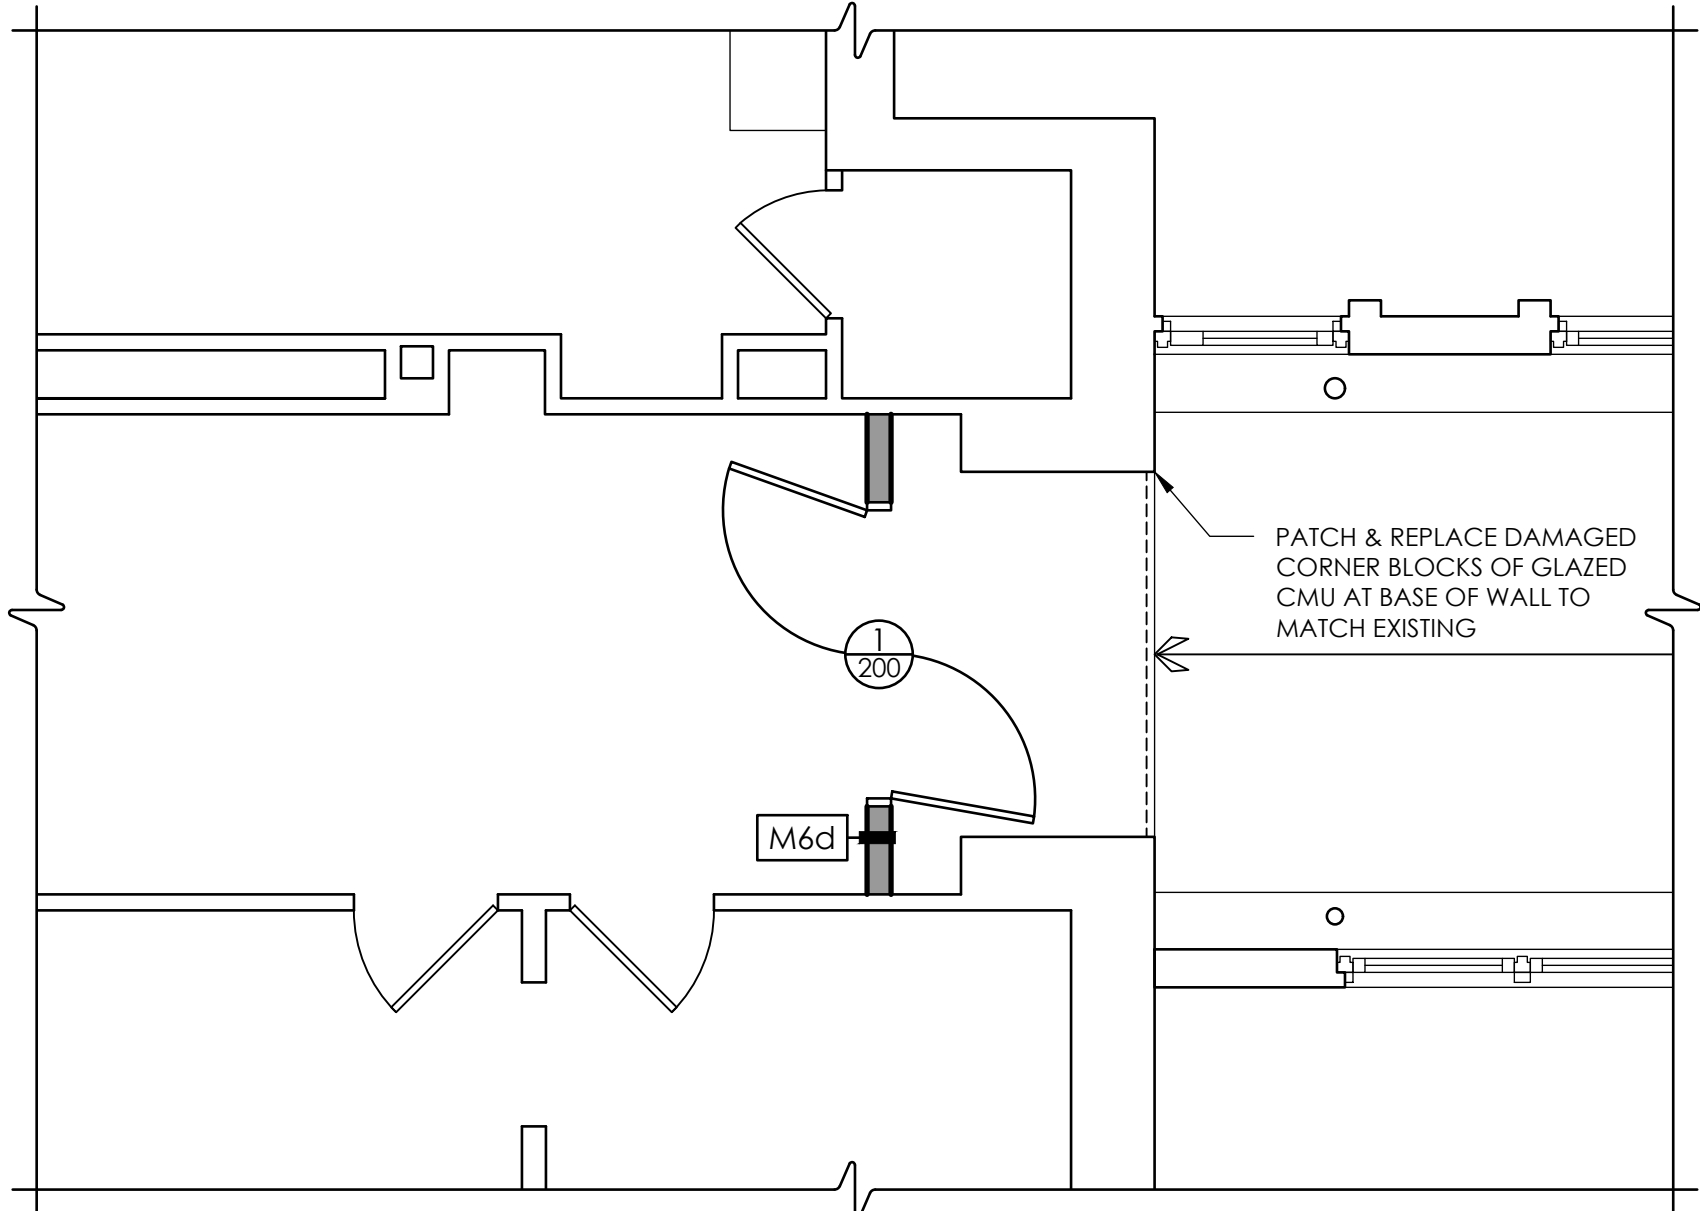 PATCH & REPLACE DAMAGED
CORNER BLOCKS OF GLAZED
CMU AT BASE OF WALL TO
MATCH EXISTING
1
200
M6d